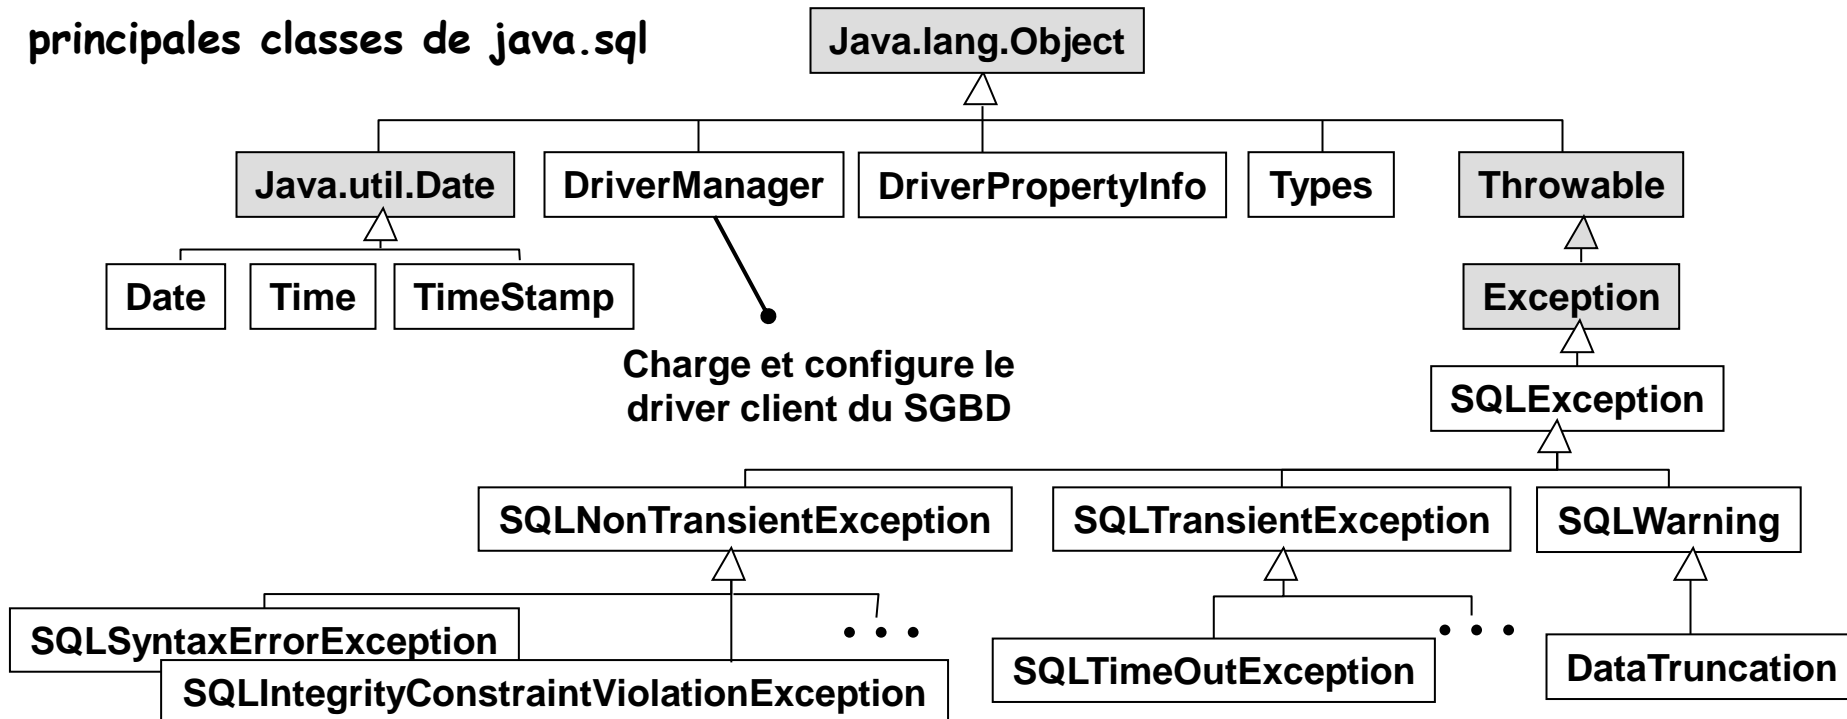 principales classes de java.sql
Java.lang.Object
Java.util.Date
DriverManager
DriverPropertyInfo
Types
Throwable
Date
Time
TimeStamp
Exception
Charge et configure le
driver client du SGBD
SQLException
SQLNonTransientException
SQLTransientException
SQLWarning
SQLSyntaxErrorException
• • •
SQLIntegrityConstraintViolationException
SQLTimeOutException
• • •
DataTruncation